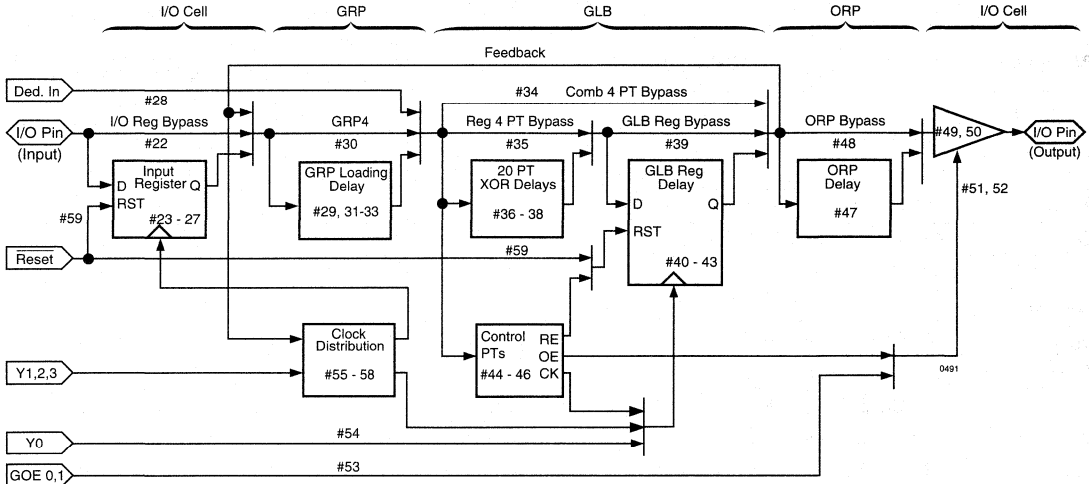 I/O Cell GRP GLB ORP I/O Cell
Feedback
Ded. In
#28
#34 Comb 4 PT Bypass
I/O Pin
(Input)
I/O Reg Bypass
#22
GRP4
#30
Reg 4 PT Bypass
#35
GLB Reg Bypass
#39
ORP Bypass
#48
#49, 50
I/O Pin
(Output)
#51, 52
Input
Register
D Q
RST
#23 - 27
#59
GRP Loading
Delay
#29, 31-33
20 PT
XOR Delays
#36 - 38
GLB Reg
Delay
D Q
RST
#40 - 43
ORP
Delay
#47
Reset
#59
Clock
Distribution
#55 - 58
Control
PTs
#44 - 46
RE
OE
CK
0491
Y1,2,3
Y0
#54
GOE 0,1
#53